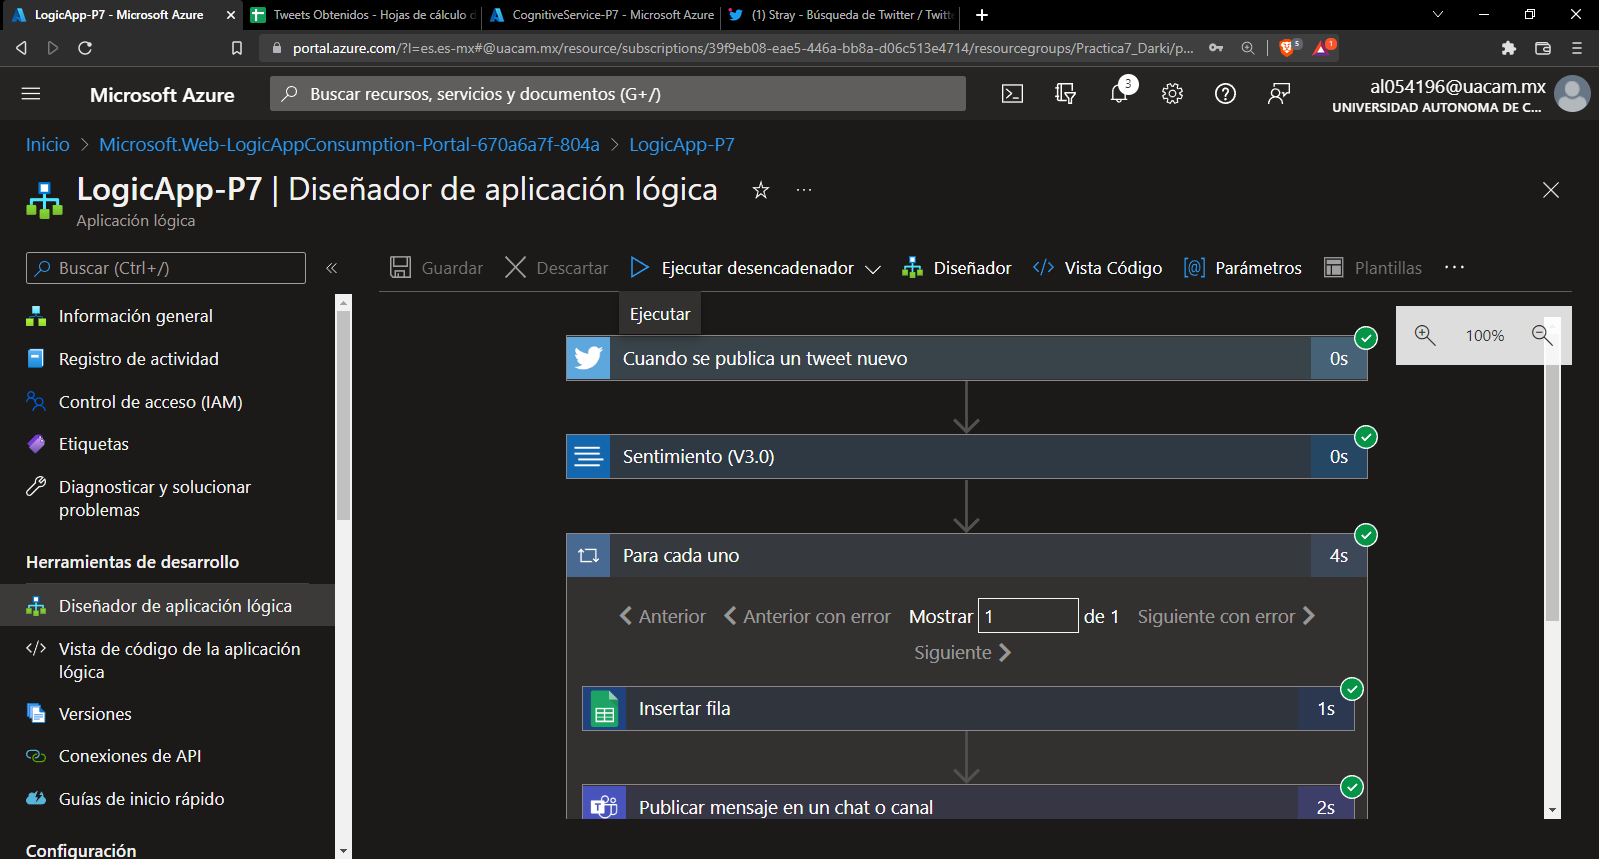 LogicApp-P7 - Microsoft Azure
Tweets Obtenidos - Hojas de cálculo d
CognitiveService-P7 - Microsoft Azure
(1) Stray - Búsqueda de Twitter / Twitte
portal.azure.com/?l=es.es-mx#@uacam.mx/resource/subscriptions/39f9eb08-eae5-446a-bb8a-d06c513e4714/resourcegroups/Practica7_Darki/p...
5
1
Microsoft Azure
Buscar recursos, servicios y documentos (G+/)
3
al054196@uacam.mx
UNIVERSIDAD AUTONOMA DE C...
Inicio > Microsoft.Web-LogicAppConsumption-Portal-670a6a7f-804a > LogicApp-P7
LogicApp-P7 | Diseñador de aplicación lógica
Aplicación lógica
Buscar (Ctrl+/)
Guardar
Descartar
Ejecutar desencadenador
Diseñador
Vista Código
Parámetros
Plantillas
Ejecutar
100%
Información general
Registro de actividad
Control de acceso (IAM)
Etiquetas
Diagnosticar y solucionar
problemas
Herramientas de desarrollo
Diseñador de aplicación lógica
Vista de código de la aplicación
lógica
Versiones
Conexiones de API
Guías de inicio rápido
Configuración
Cuando se publica un tweet nuevo
0s
Sentimiento (V3.0)
0s
Para cada uno
4s
Anterior
Anterior con error
Mostrar 1 de 1
Siguiente con error
Siguiente
Insertar fila
1s
Publicar mensaje en un chat o canal
2s